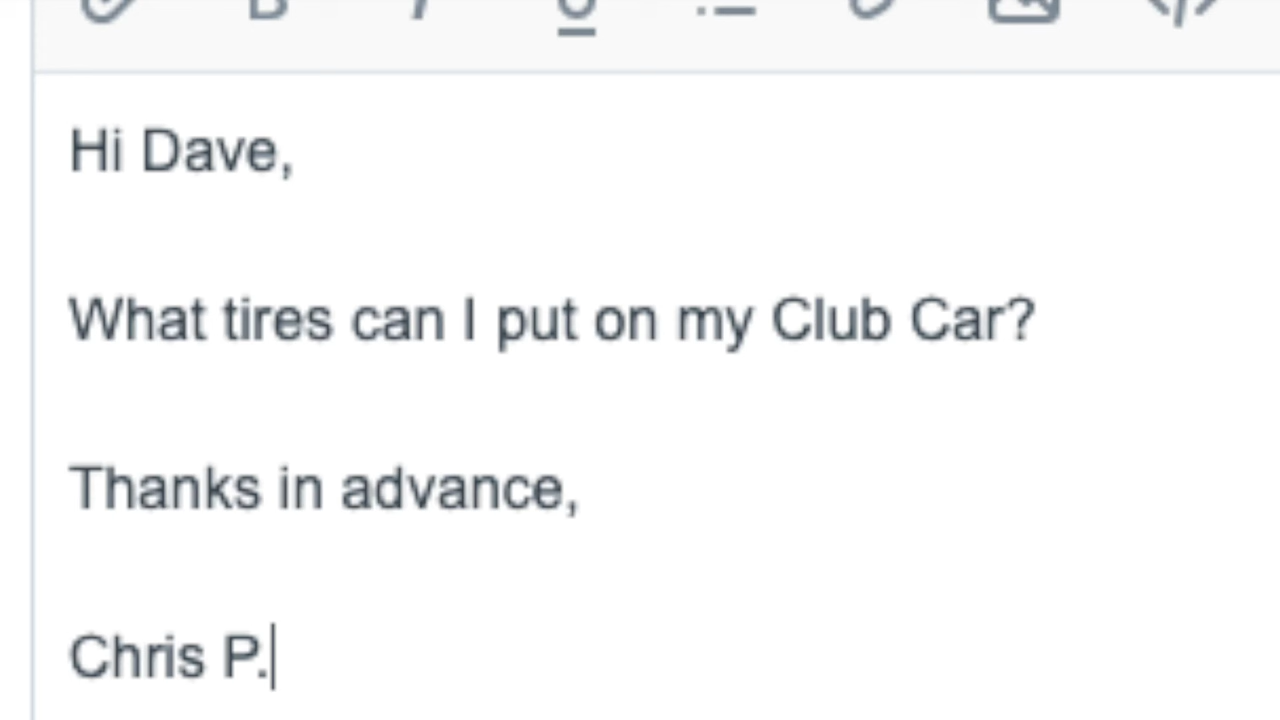 Hi Dave,
What tires can I put on my Club Car?
Thanks in advance,
Chris P.